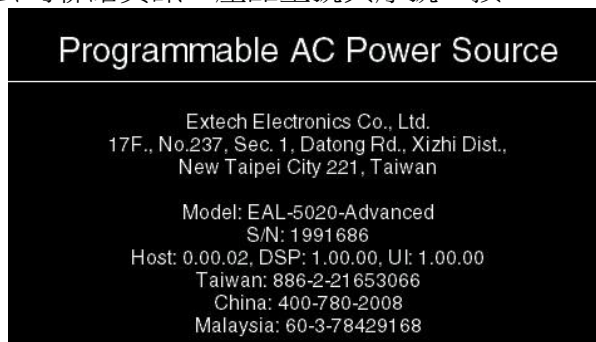 Programmable AC Power Source
Extech Electronics Co., Ltd.
17F., No.237, Sec. 1, Datong Rd., Xizhi Dist.,
New Taipei City 221, Taiwan
Model: EAL-5020-Advanced
S/N: 1991686
Host: 0.00.02, DSP: 1.00.00, UI: 1.00.00
Taiwan: 886-2-21653066
China: 400-780-2008
Malaysia: 60-3-78429168